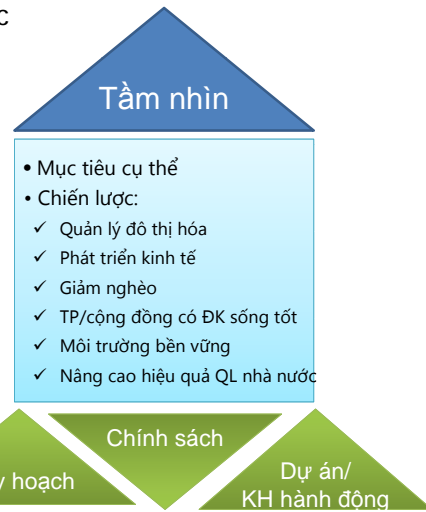 Tầm nhìn
• Mục tiêu cụ thể
• Chiến lược:
✓ Quản lý đô thị hóa
✓ Phát triển kinh tế
✓ Giảm nghèo
✓ TP/cộng đồng có ĐK sống tốt
✓ Môi trường bền vững
✓ Nâng cao hiệu quả QL nhà nước
Chính sách
hoạch
Dự án/
KH hành động